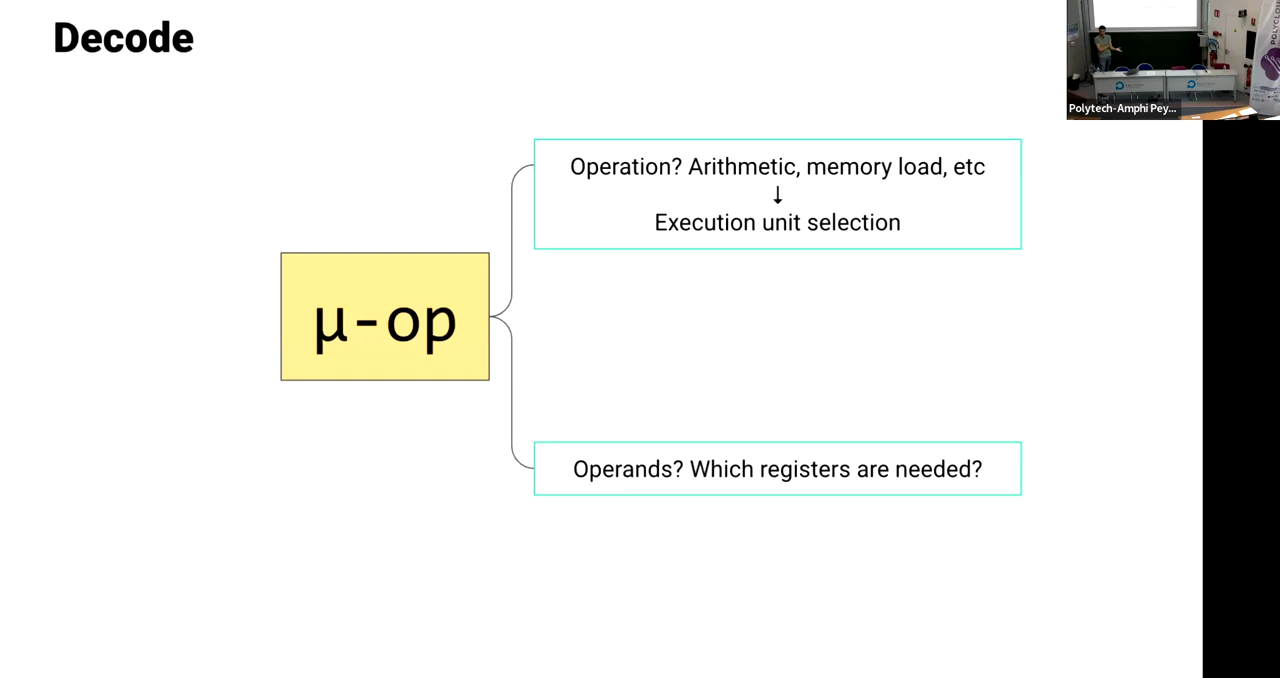 Decode
Polytech-Amphi Pey...
Operation? Arithmetic, memory load, etc
↓
Execution unit selection
μ-op
Operands? Which registers are needed?